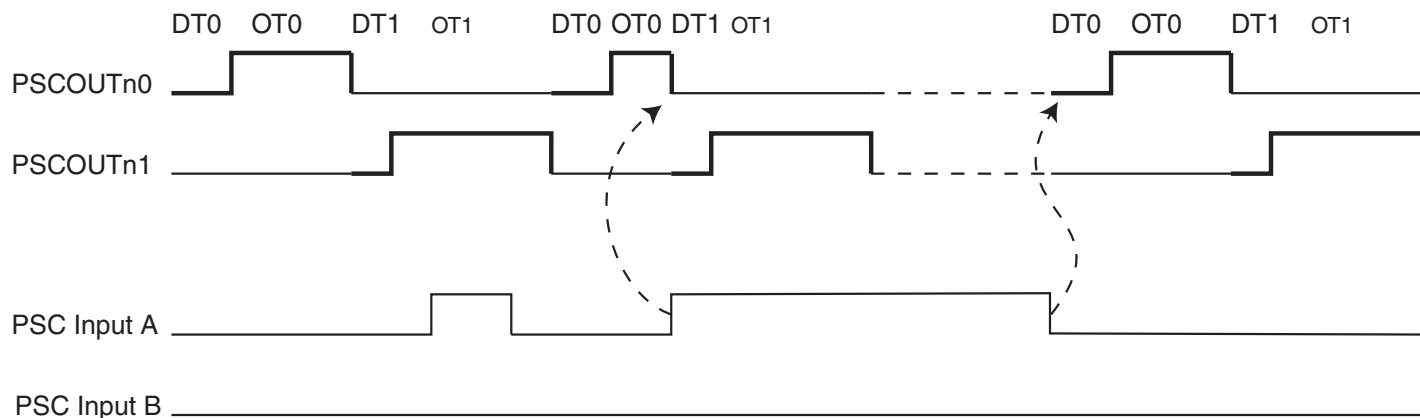 DT0 OT0 DT1 OT1 DT0 OT0 DT1 OT1 DT0 OT0 DT1 OT1
PSCOUTn0
PSCOUTn1
PSC Input A
PSC Input B